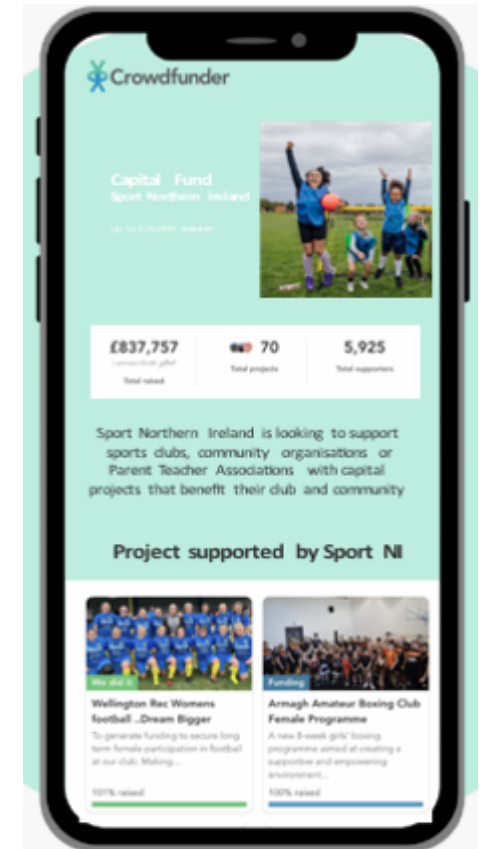 Crowdfunder
Capital Fund
Sport Northern Ireland
£837,757
70
5,925
Total raised
Total projects
Total supporters
Sport Northern Ireland is looking to support
sports clubs, community organisations or
Parent Teacher Associations with capital
projects that benefit their club and community
Project supported by Sport NI
We did it
Funding
Wellington Rec Womens
football ..Dream Bigger
To generate funding to secure long
term female participation in football
at our club. Making...
101% raised
Armagh Amateur Boxing Club
Female Programme
A new 8-week girls' boxing
programme aimed at creating a
supportive and empowering
environment...
100% raised